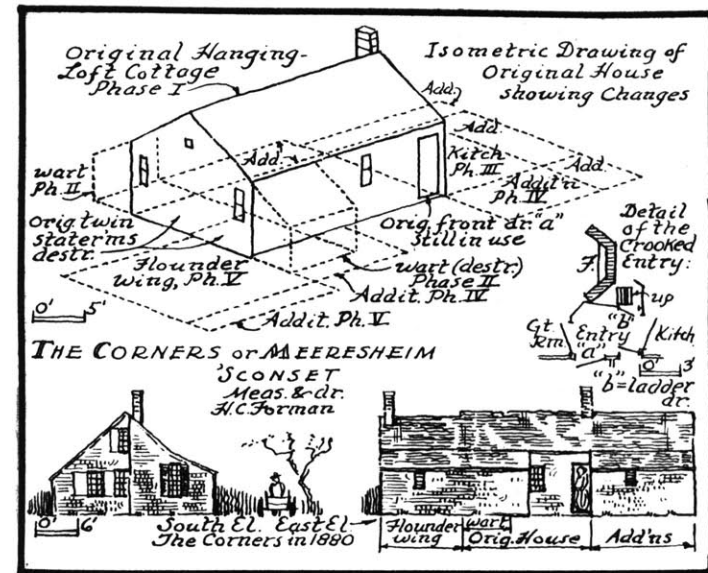 Original Hanging-
Loft Cottage
Phase I
Isometric Drawing of
Original House
showing Changes
Add.
Add.
Add.
Add.
Kitch
Ph. III
Addit'n
Ph. IV
wart
Ph. II
Orig. twin
stater'ms
destr.
Flounder
wing, Ph. V
Orig. front dr. "a"
still in use
wart (destr.)
Phase II
Addit. Ph. IV
Addit. Ph. V
0' 5'
Detail
of the
Crooked
Entry:
F.
up
"b"
Gt.
Rm.
Entry
"a"
Kitch
0' 3'
"b"=ladder
dr.
THE CORNERS or MEERESHEIM
'SCONSET
Meas. & dr.
H.C. Forman
0' 6'
South El. East El.
The Corners in 1880
Flounder
wing
wart
Orig. House
Add'ns